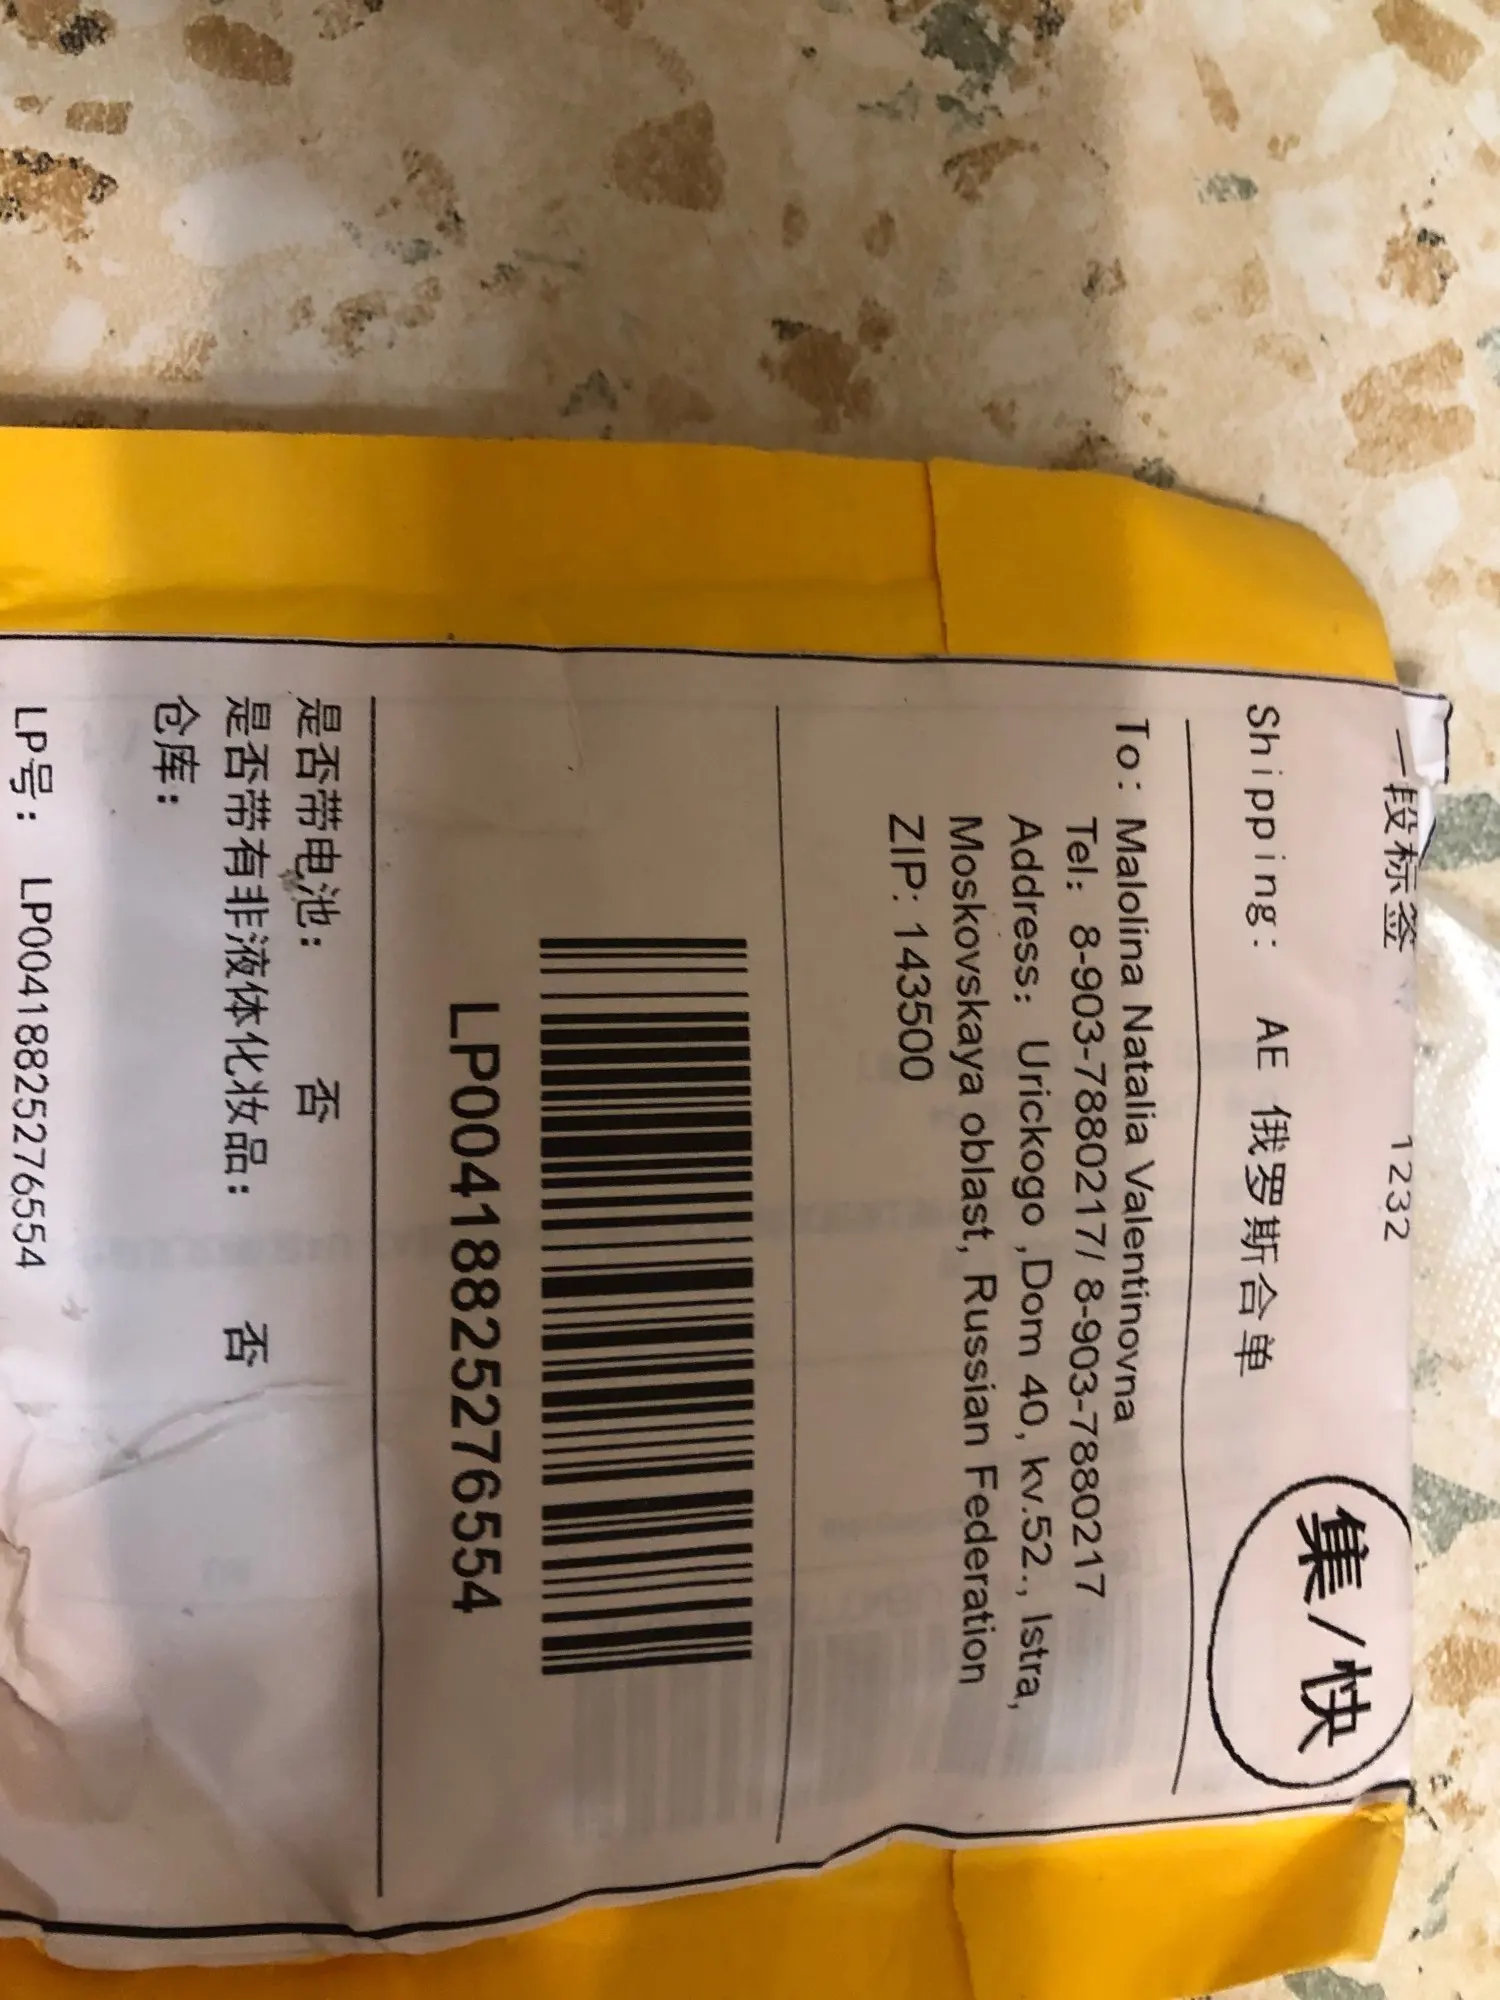 一段标签 1232
集/快
Shipping: AE 俄罗斯合单
To: Malolina Natalia Valentinovna
Tel: 8-903-7880217/ 8-903-7880217
Address: Urickogo ,Dom 40, kv.52., Istra,
Moskovskaya oblast, Russian Federation
ZIP: 143500
LP00418825276554
是否带电池: 否
是否带有非液体化妆品: 否
仓库:
LP号: LP00418825276554